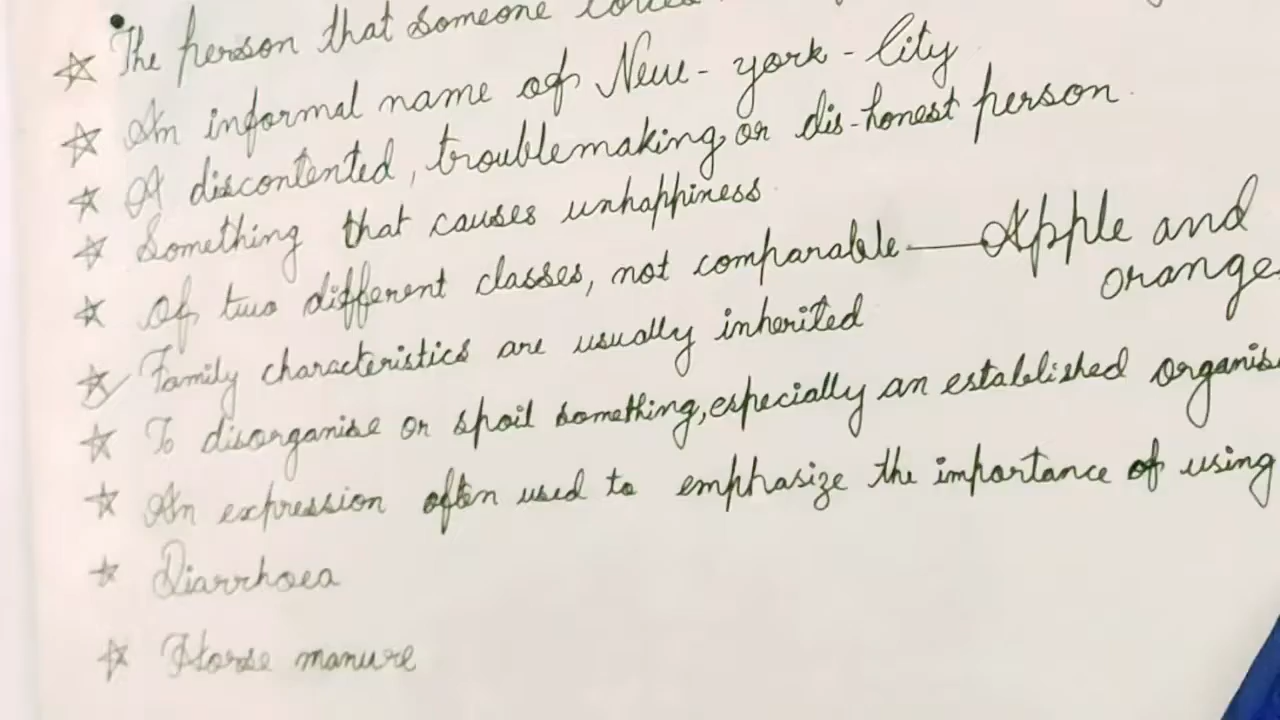 The person that someone
An informal name of New-york-City
A discontented, troublemaking, or dis-honest person
Something that causes unhappiness
Of two different classes, not comparable — Apple and
orange
Family characteristics are usually inherited
To disorganise or spoil something, especially an established organis
An expression often used to emphasize the importance of using
Diarrhoea
Horse manure